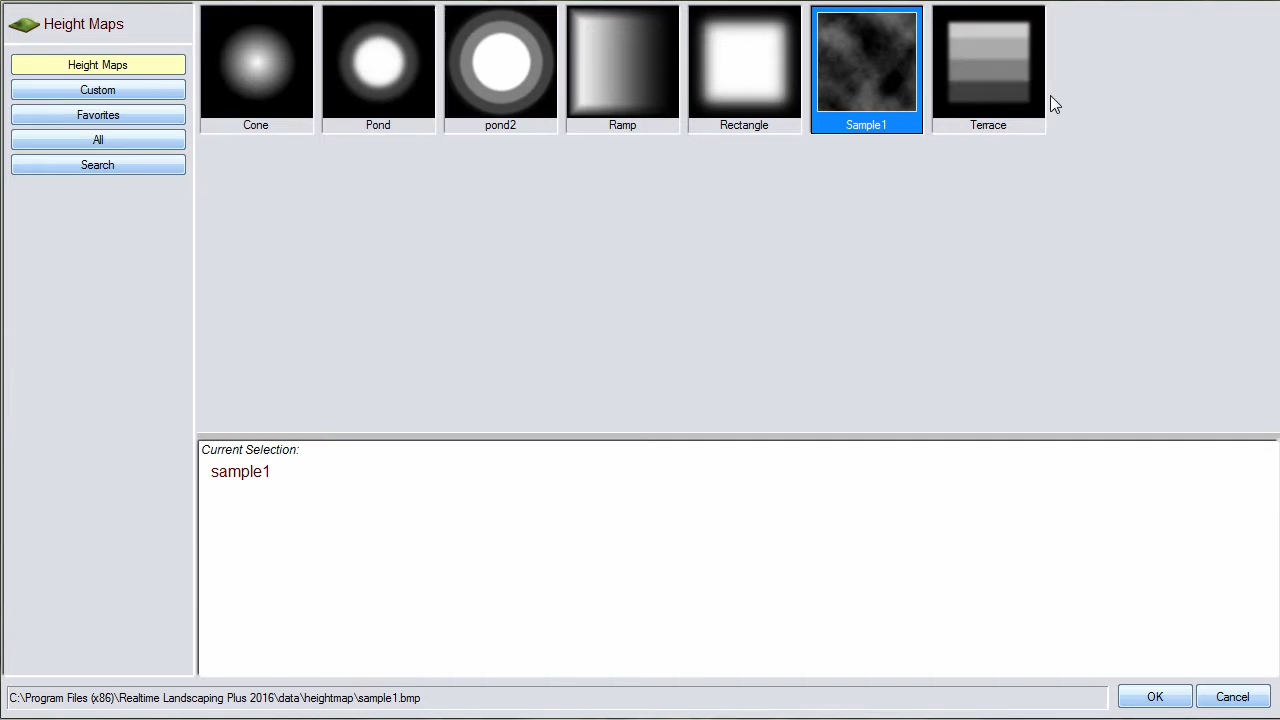 Height Maps
Height Maps
Custom
Favorites
All
Search
Cone
Pond
pond2
Ramp
Rectangle
Sample1
Terrace
Current Selection:
sample1
C:\Program Files (x86)\Realtime Landscaping Plus 2016\data\heightmap\sample1.bmp
OK
Cancel